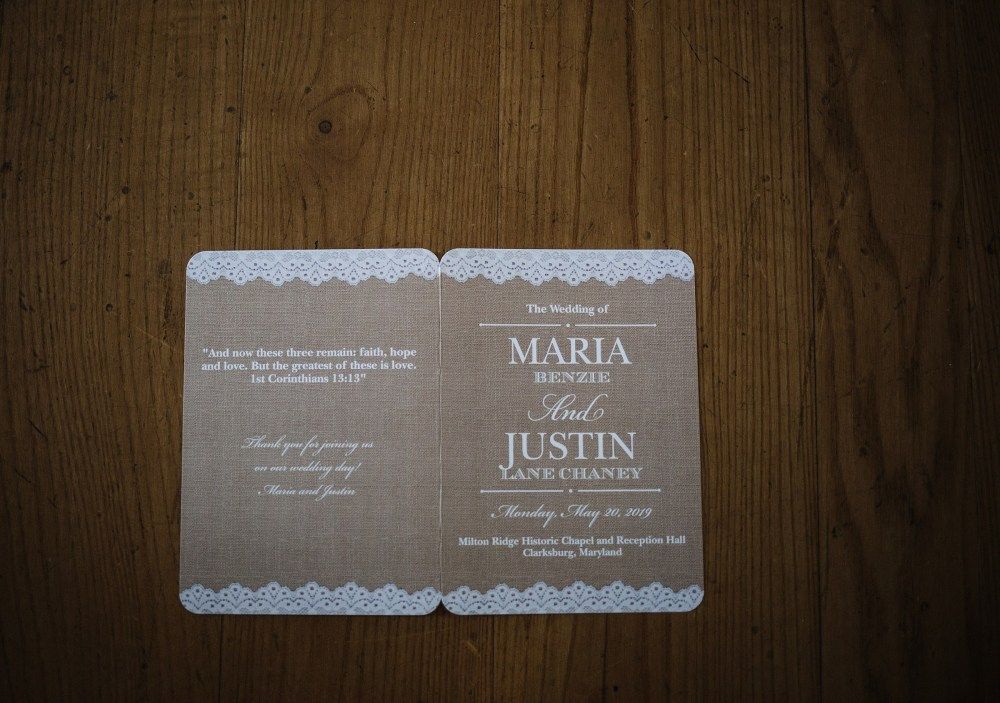 "And now these three remain: faith, hope
and love. But the greatest of these is love.
1st Corinthians 13:13"
Thank you for joining us
on our wedding day!
Maria and Justin
The Wedding of
MARIA
BENZIE
And
JUSTIN
LANE CHANEY
Monday, May 20, 2019
Milton Ridge Historic Chapel and Reception Hall
Clarksburg, Maryland